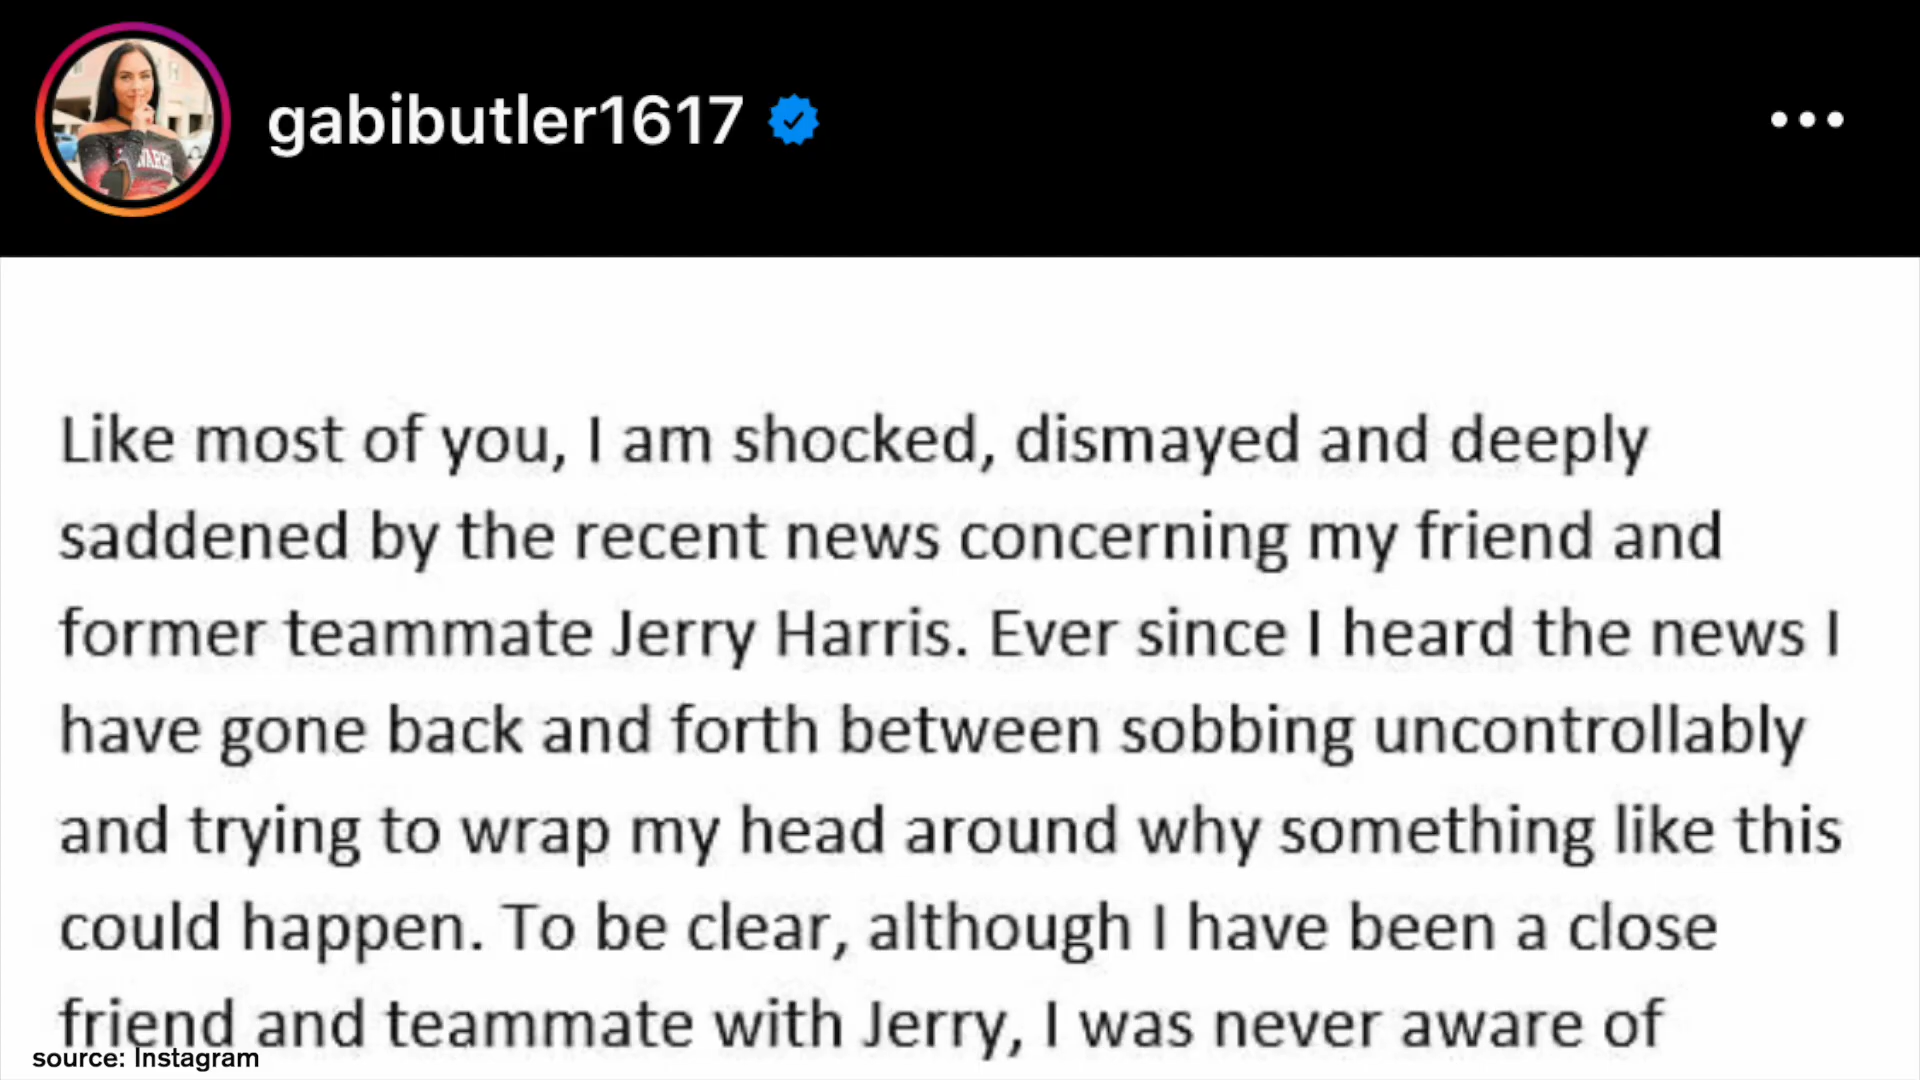 gabibutler1617
Like most of you, I am shocked, dismayed and deeply
saddened by the recent news concerning my friend and
former teammate Jerry Harris. Ever since I heard the news I
have gone back and forth between sobbing uncontrollably
and trying to wrap my head around why something like this
could happen. To be clear, although I have been a close
friend and teammate with Jerry, I was never aware of
source: Instagram